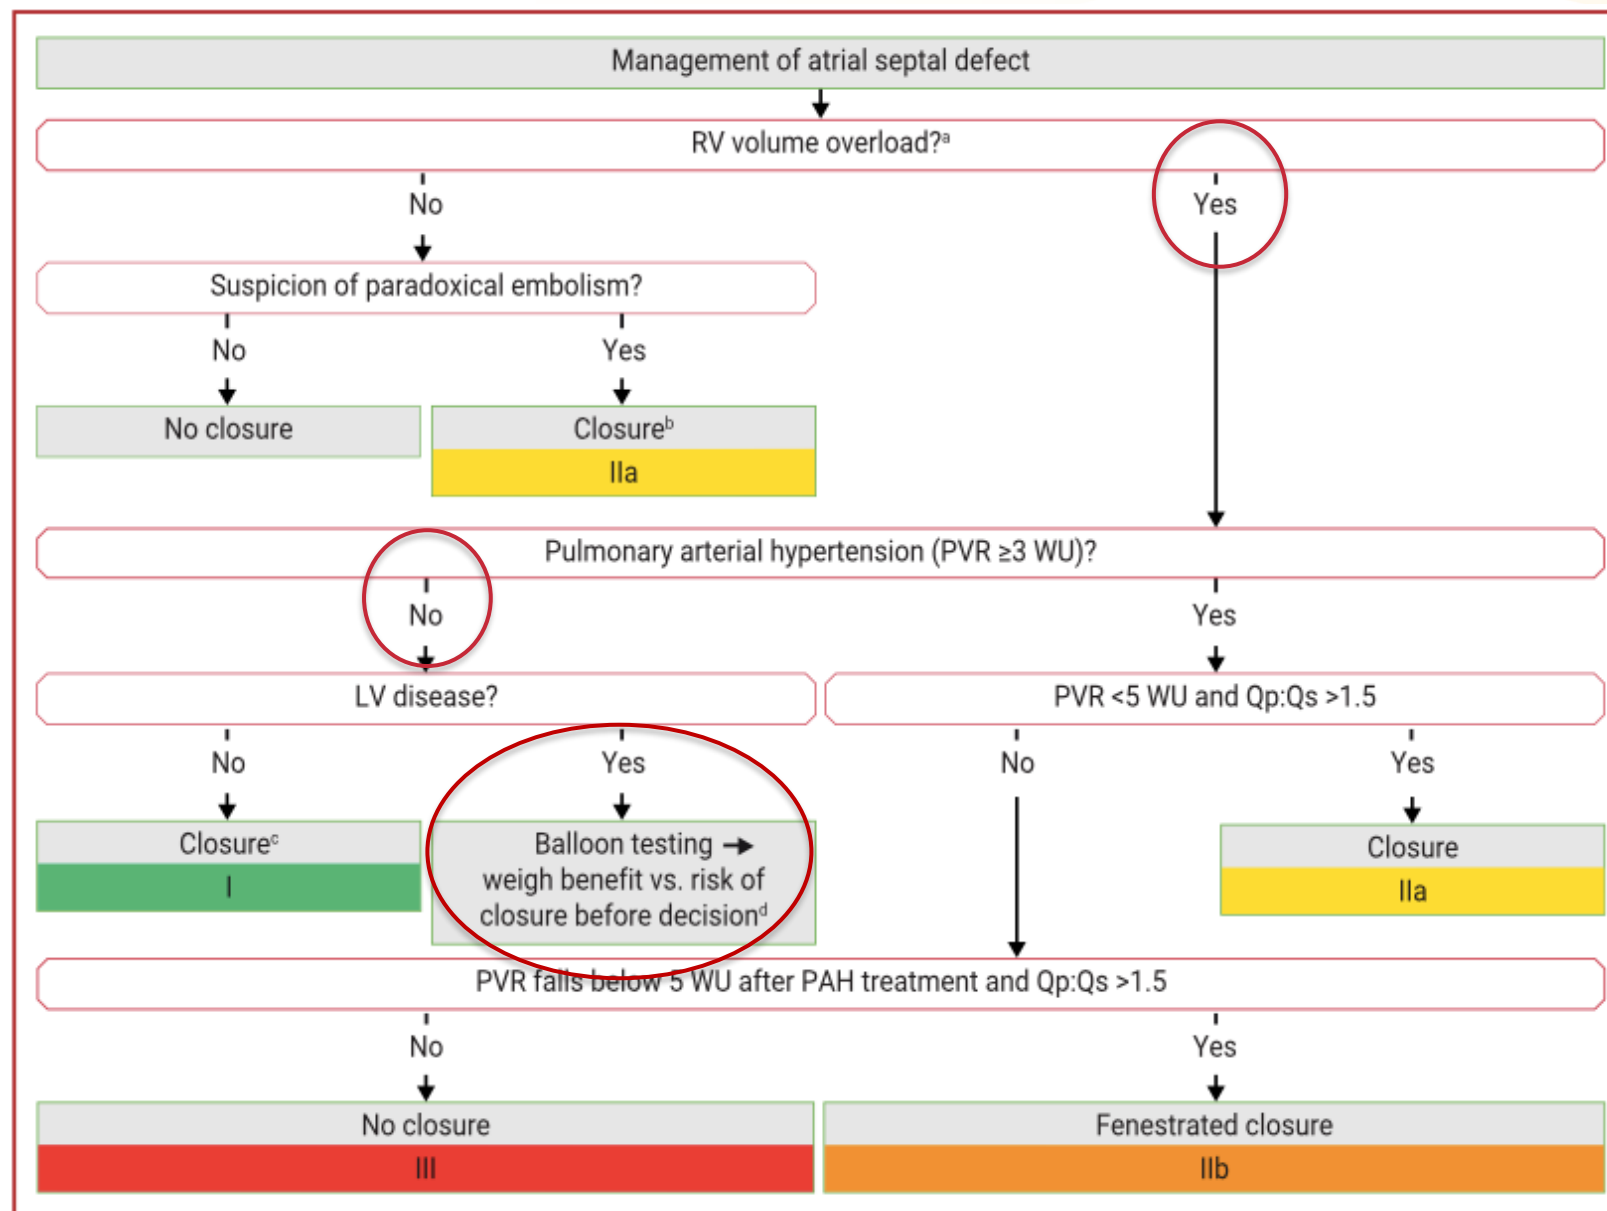 Management of atrial septal defect
RV volume overload?ᵃ
No
Yes
Suspicion of paradoxical embolism?
No
Yes
No closure
Closureᵇ
IIa
Pulmonary arterial hypertension (PVR ≥3 WU)?
No
Yes
LV disease?
PVR <5 WU and Qp:Qs >1.5
No
Yes
No
Yes
Closureᶜ
I
Balloon testing →
weigh benefit vs. risk of
closure before decisionᵈ
Closure
IIa
PVR falls below 5 WU after PAH treatment and Qp:Qs >1.5
No
Yes
No closure
III
Fenestrated closure
IIb